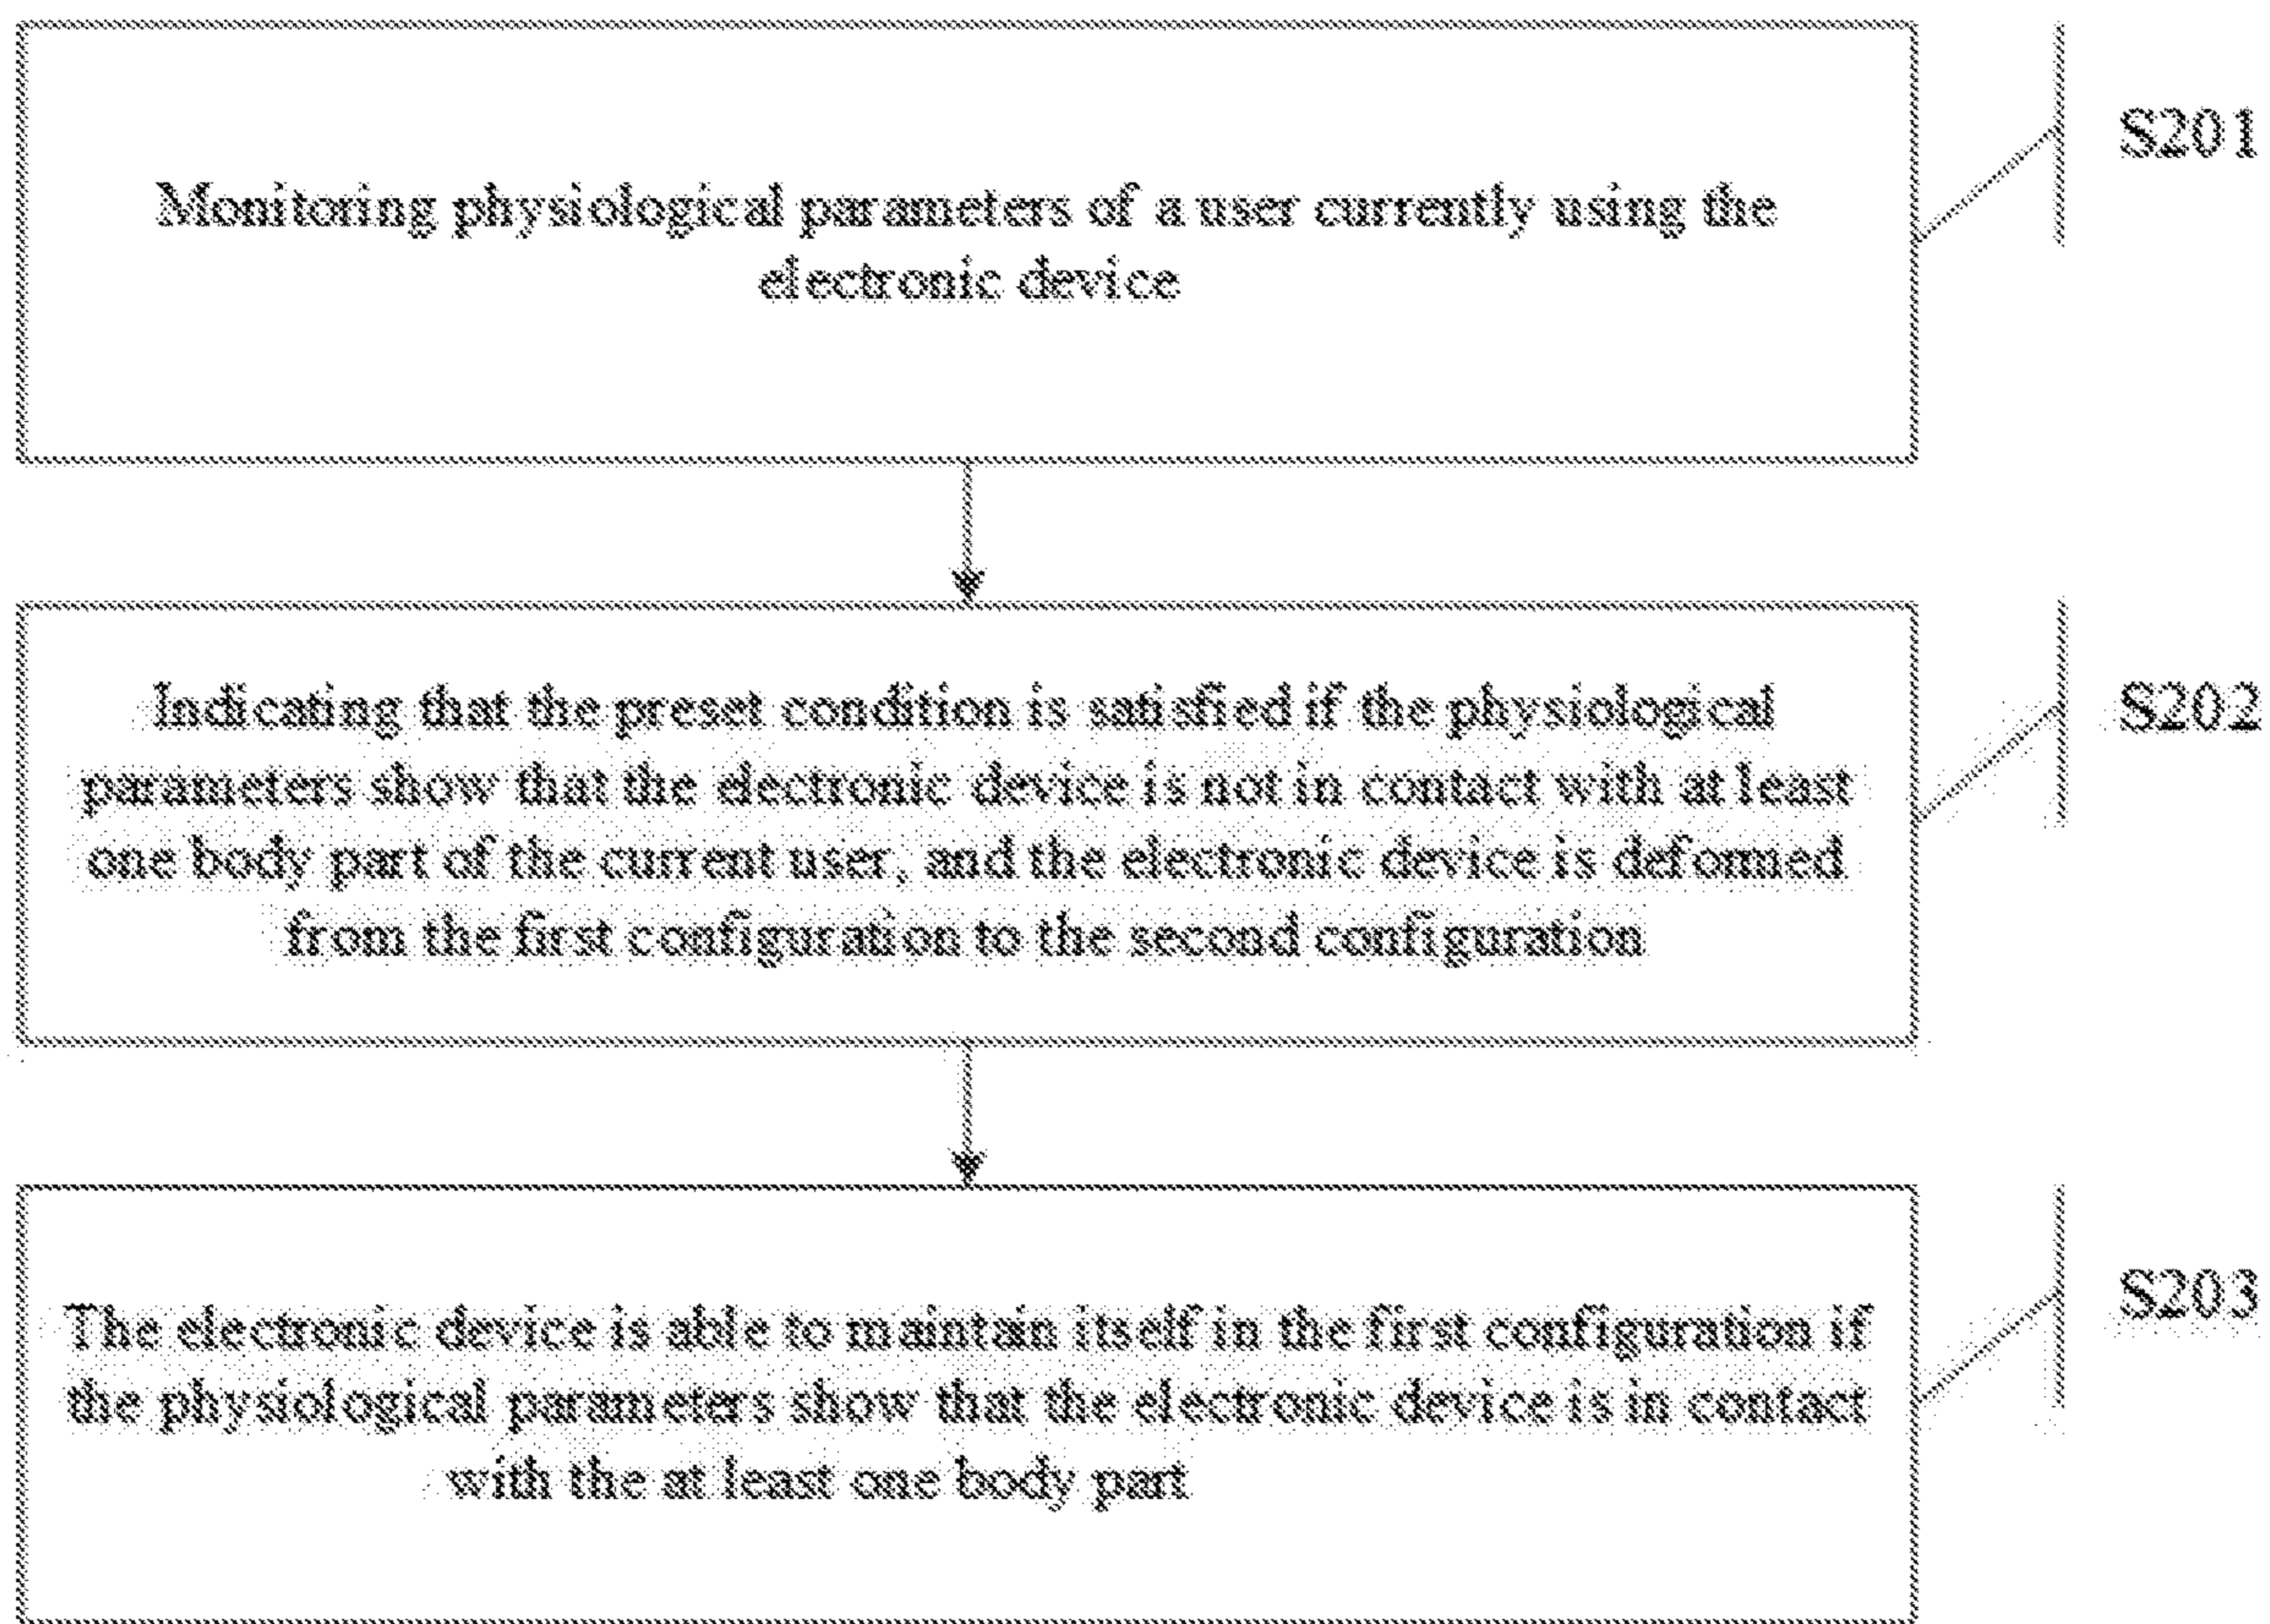 S201
Monitoring physiological parameters of a user currently using the
electronic device
S202
Indicating that the preset condition is satisfied if the physiological
parameters show that the electronic device is not in contact with at least
one body part of the current user, and the electronic device is deformed
from the first configuration to the second configuration
S203
The electronic device is able to maintain itself in the first configuration if
the physiological parameters show that the electronic device is in contact
with the at least one body part